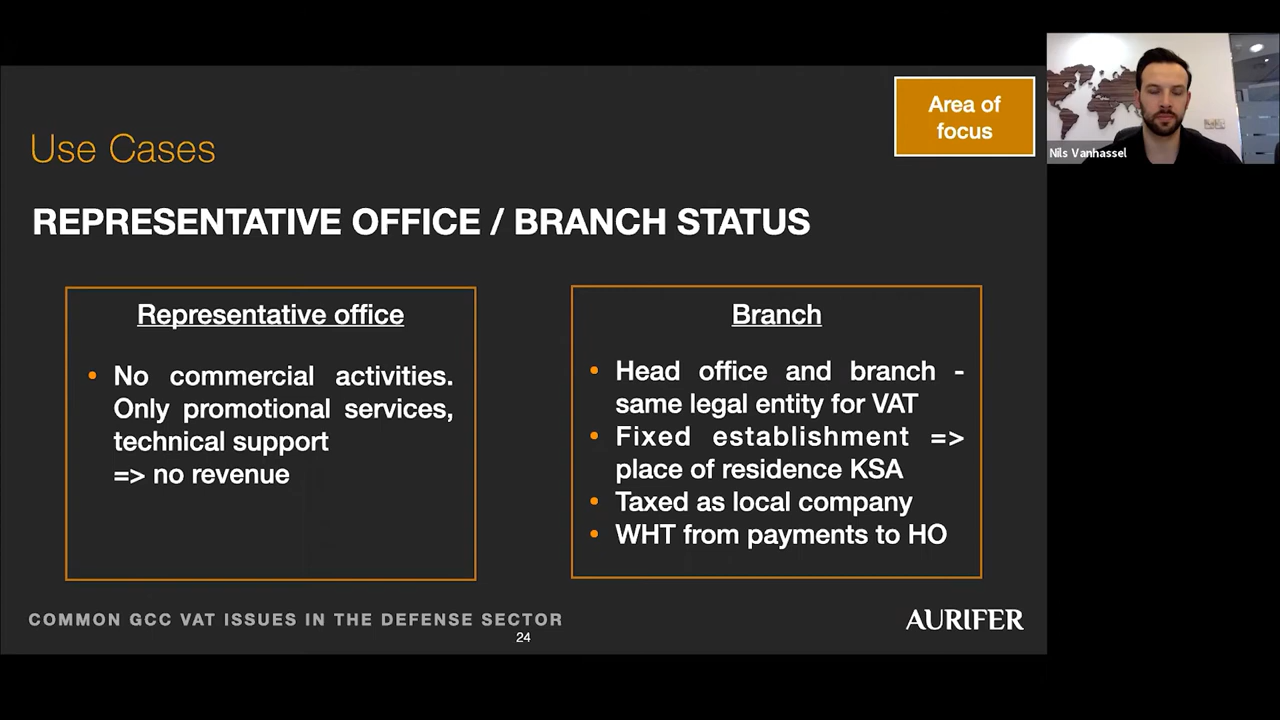 Area of
focus
Nils Vanhassel
Use Cases
REPRESENTATIVE OFFICE / BRANCH STATUS
Representative office
• No commercial activities.
Only promotional services,
technical support
=> no revenue
Branch
• Head office and branch -
same legal entity for VAT
• Fixed establishment =>
place of residence KSA
• Taxed as local company
• WHT from payments to HO
COMMON GCC VAT ISSUES IN THE DEFENSE SECTOR
24
AURIFER